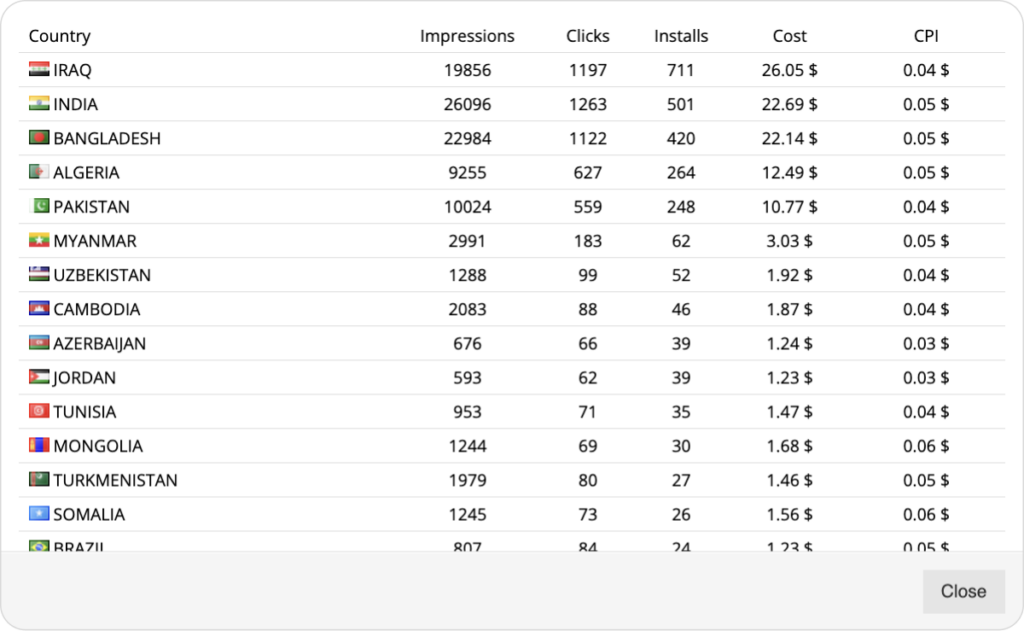 Country Impressions Clicks Installs Cost CPI
IRAQ 19856 1197 711 26.05 $ 0.04 $
INDIA 26096 1263 501 22.69 $ 0.05 $
BANGLADESH 22984 1122 420 22.14 $ 0.05 $
ALGERIA 9255 627 264 12.49 $ 0.05 $
PAKISTAN 10024 559 248 10.77 $ 0.04 $
MYANMAR 2991 183 62 3.03 $ 0.05 $
UZBEKISTAN 1288 99 52 1.92 $ 0.04 $
CAMBODIA 2083 88 46 1.87 $ 0.04 $
AZERBAIJAN 676 66 39 1.24 $ 0.03 $
JORDAN 593 62 39 1.23 $ 0.03 $
TUNISIA 953 71 35 1.47 $ 0.04 $
MONGOLIA 1244 69 30 1.68 $ 0.06 $
TURKMENISTAN 1979 80 27 1.46 $ 0.05 $
SOMALIA 1245 73 26 1.56 $ 0.06 $
BRAZIL 807 84 24 1.23 $ 0.05 $
Close